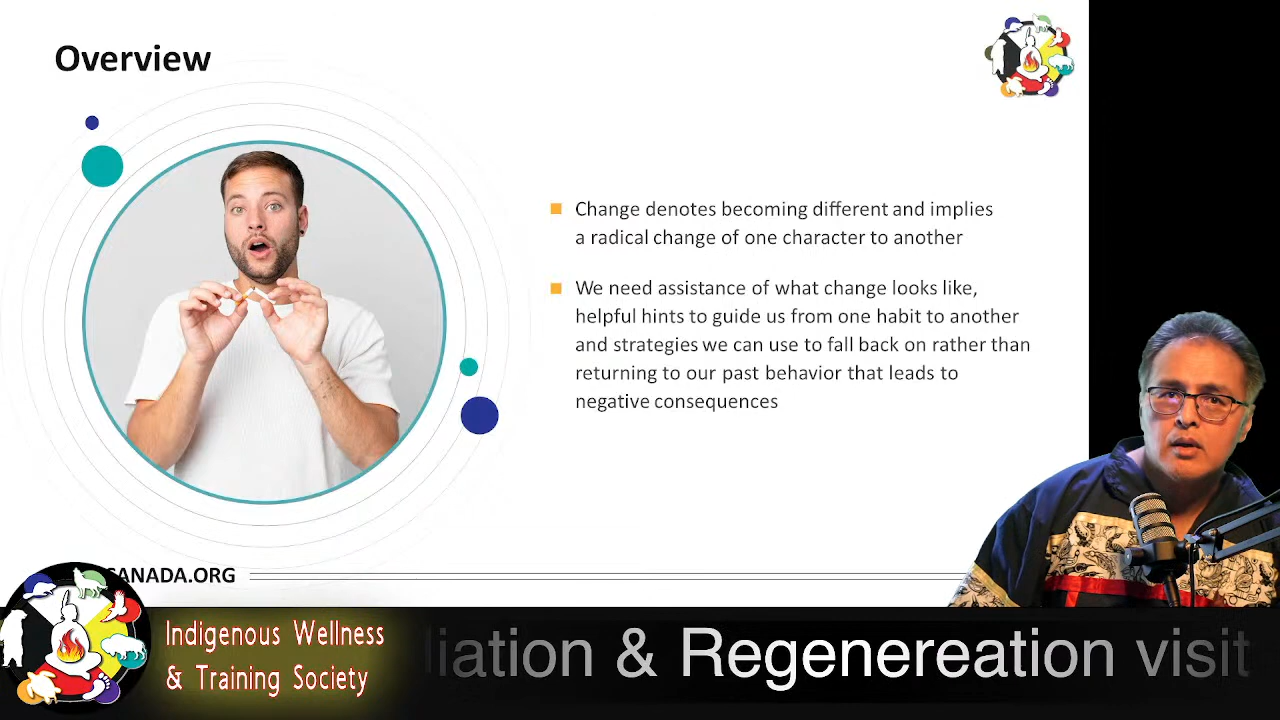 Overview
Change denotes becoming different and implies
a radical change of one character to another
We need assistance of what change looks like,
helpful hints to guide us from one habit to another
and strategies we can use to fall back on rather than
returning to our past behavior that leads to
negative consequences
ANADA.ORG
Indigenous Wellness
& Training Society
iation & Regenereation visit